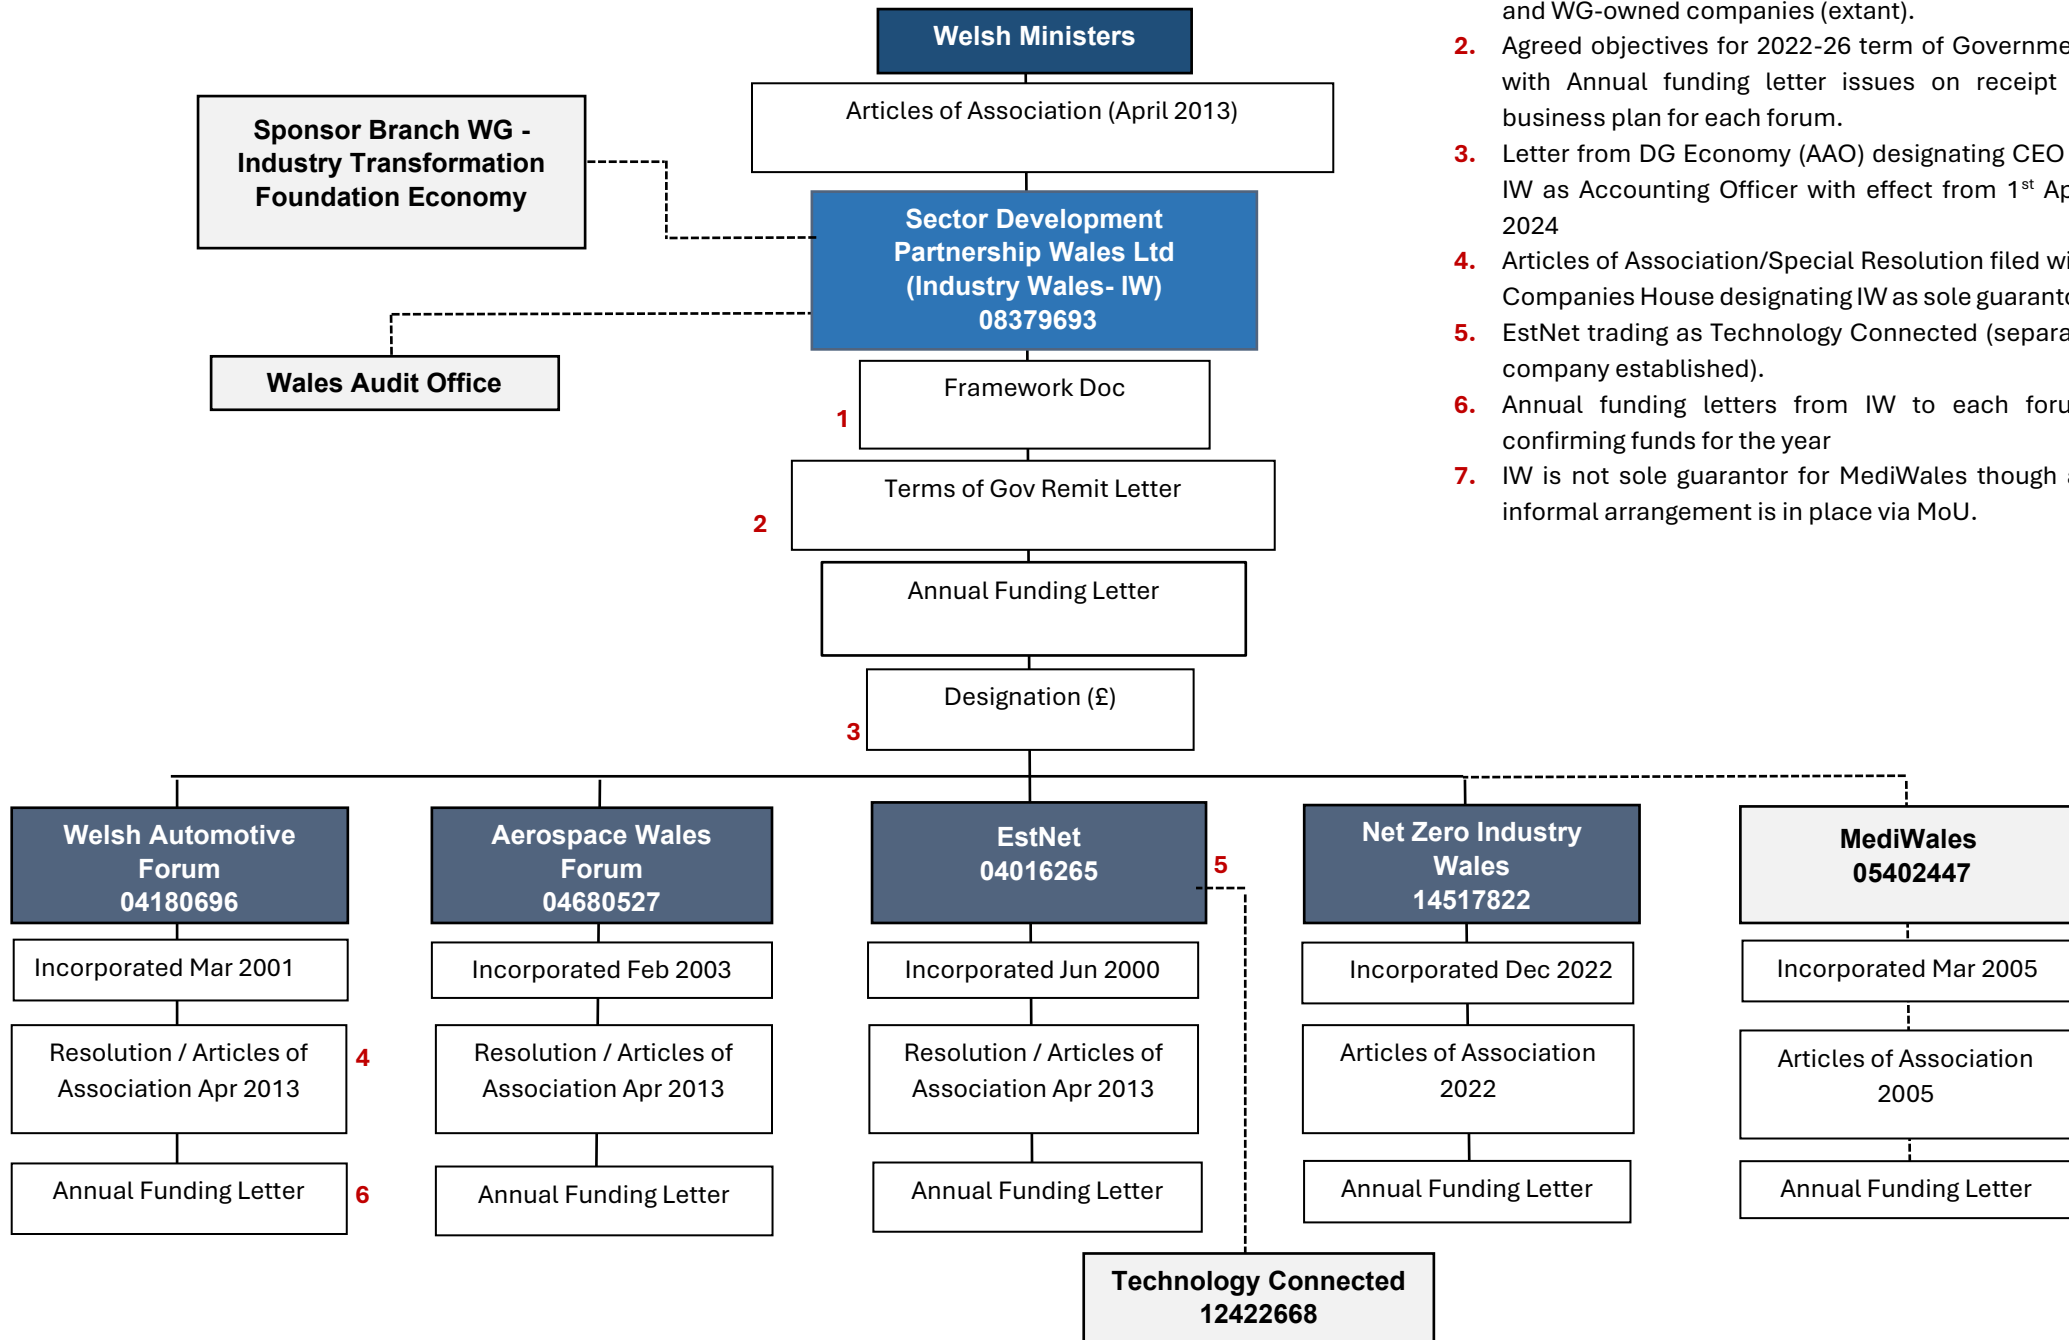 Welsh Ministers
Articles of Association (April 2013)
Sponsor Branch WG -
Industry Transformation
Foundation Economy
Sector Development
Partnership Wales Ltd
(Industry Wales- IW)
08379693
Wales Audit Office
Framework Doc
1
Terms of Gov Remit Letter
2
Annual Funding Letter
Designation (£)
3
and WG-owned companies (extant).
2. Agreed objectives for 2022-26 term of
with Annual funding letter issues on receipt
business plan for each forum.
3. Letter from DG Economy (AAO) designating CEO
IW as Accounting Officer with effect from 1st
2024
4. Articles of Association/Special Resolution filed
Companies House designating IW as sole
5. EstNet trading as Technology Connected
company established).
6. Annual funding letters from IW to each
confirming funds for the year
7. IW is not sole guarantor for MediWales though
informal arrangement is in place via MoU.
Welsh Automotive
Forum
04180696
Incorporated Mar 2001
Resolution / Articles of
Association Apr 2013
4
Annual Funding Letter
6
Aerospace Wales
Forum
04680527
Incorporated Feb 2003
Resolution / Articles of
Association Apr 2013
Annual Funding Letter
EstNet
04016265
5
Incorporated Jun 2000
Resolution / Articles of
Association Apr 2013
Annual Funding Letter
Technology Connected
12422668
Net Zero Industry
Wales
14517822
Incorporated Dec 2022
Articles of Association
2022
Annual Funding Letter
MediWales
05402447
Incorporated Mar 2005
Articles of Association
2005
Annual Funding Letter